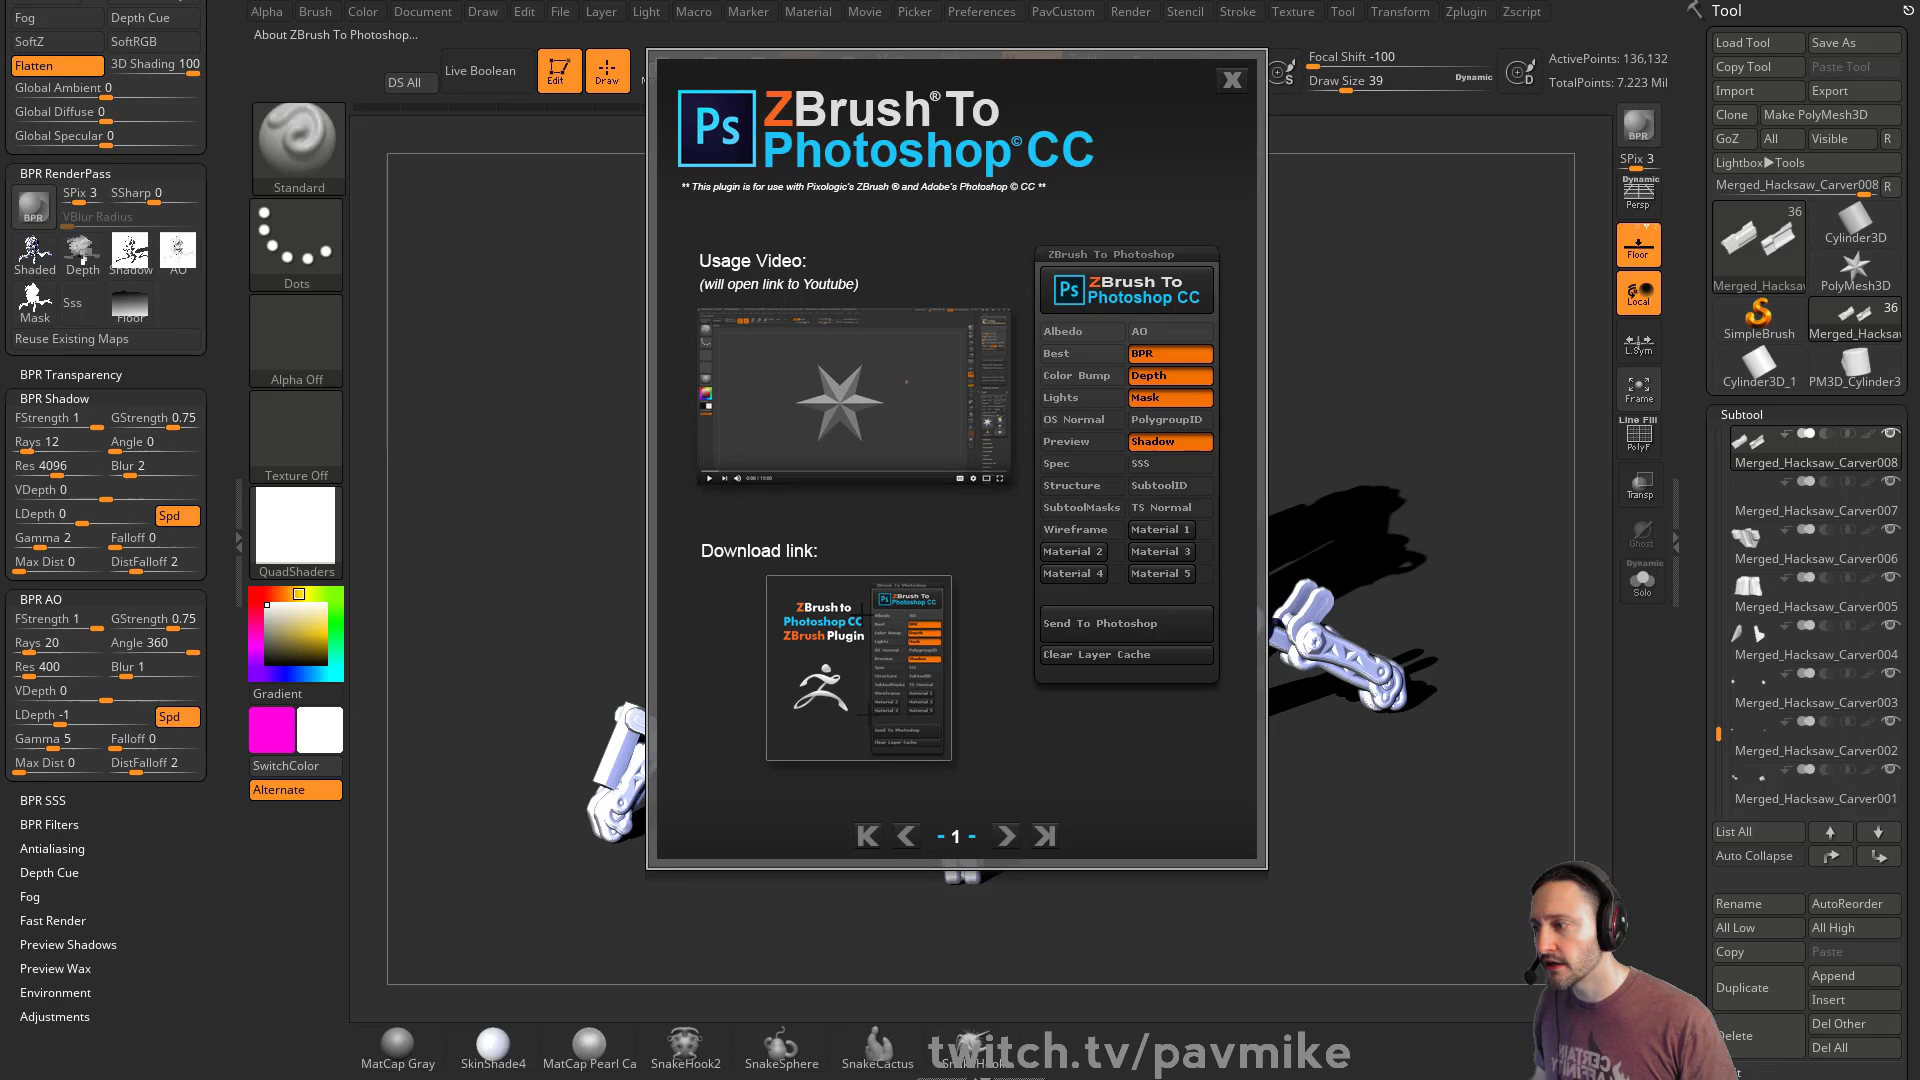 Alpha Brush Color Document Draw Edit File Layer Light Macro Marker Material Movie Picker Preferences PavCustom Render Stencil Stroke Texture Tool Transform Zplugin Zscript
About ZBrush To Photoshop...
Fog Depth Cue
SoftZ SoftRGB
Flatten 3D Shading 100
Global Ambient 0
Global Diffuse 0
Global Specular 0
BPR RenderPass
BPR SPix 3 SSharp 0
VBlur Radius
Shaded Depth Shadow AO
Mask Sss Floor
Reuse Existing Maps
BPR Transparency
BPR Shadow
FStrength 1 GStrength 0.75
Rays 12 Angle 0
Res 4096 Blur 2
VDepth 0
LDepth 0 Spd
Gamma 2 Falloff 0
Max Dist 0 DistFalloff 2
BPR AO
FStrength 1 GStrength 0.75
Rays 20 Angle 360
Res 400 Blur 1
VDepth 0
LDepth -1 Spd
Gamma 5 Falloff 0
Max Dist 0 DistFalloff 2
BPR SSS
BPR Filters
Antialiasing
Depth Cue
Fog
Fast Render
Preview Shadows
Preview Wax
Environment
Adjustments
DS All
Live Boolean
Edit
Draw
Standard
Dots
Alpha Off
Texture Off
QuadShaders
Gradient
SwitchColor
Alternate
Ps
ZBrush® To
Photoshop© CC
** This plugin is for use with Pixologic's ZBrush ® and Adobe's Photoshop © CC **
Usage Video:
(will open link to Youtube)
0:00 / 15:00
Download link:
ZBrush to
Photoshop CC
ZBrush Plugin
ZBrush To Photoshop
Ps ZBrush To
Photoshop CC
Albedo AO
Best BPR
Color Bump Depth
Lights Mask
OS Normal PolygroupID
Preview Shadow
Spec SSS
Structure SubtoolID
SubtoolMasks TS Normal
Wireframe Material 1
Material 2 Material 3
Material 4 Material 5
Send To Photoshop
Clear Layer Cache
- 1 -
Focal Shift -100
Draw Size 39 Dynamic
ActivePoints: 136,132
TotalPoints: 7.223 Mil
BPR
SPix 3
Dynamic
Persp
Floor
Local
L.Sym
Frame
Line Fill
PolyF
Transp
Ghost
Dynamic
Solo
Tool
Load Tool Save As
Copy Tool Paste Tool
Import Export
Clone Make PolyMesh3D
GoZ All Visible R
Lightbox▶Tools
Merged_Hacksaw_Carver008 R
36
Cylinder3D
Merged_Hacksaw PolyMesh3D
36
SimpleBrush Merged_Hacksaw
Cylinder3D_1 PM3D_Cylinder3
Subtool
Merged_Hacksaw_Carver008
Merged_Hacksaw_Carver007
Merged_Hacksaw_Carver006
Merged_Hacksaw_Carver005
Merged_Hacksaw_Carver004
Merged_Hacksaw_Carver003
Merged_Hacksaw_Carver002
Merged_Hacksaw_Carver001
List All
Auto Collapse
Rename AutoReorder
All Low All High
Copy Paste
Duplicate Append
Insert
Delete Del Other
Del All
MatCap Gray SkinShade4 MatCap Pearl Ca SnakeHook2 SnakeSphere SnakeCactus
twitch.tv/pavmike